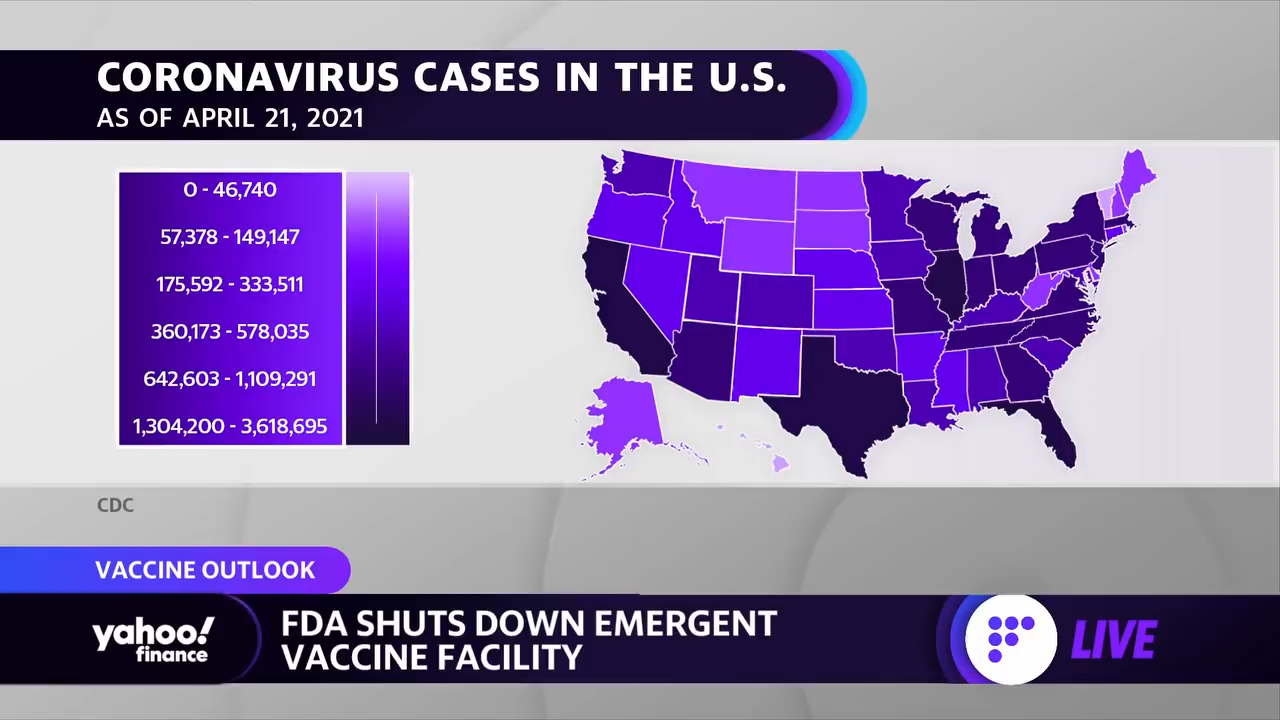 CORONAVIRUS CASES IN THE U.S.
AS OF APRIL 21, 2021
0 - 46,740
57,378 - 149,147
175,592 - 333,511
360,173 - 578,035
642,603 - 1,109,291
1,304,200 - 3,618,695
CDC
VACCINE OUTLOOK
yahoo!
finance
FDA SHUTS DOWN EMERGENT
VACCINE FACILITY
LIVE